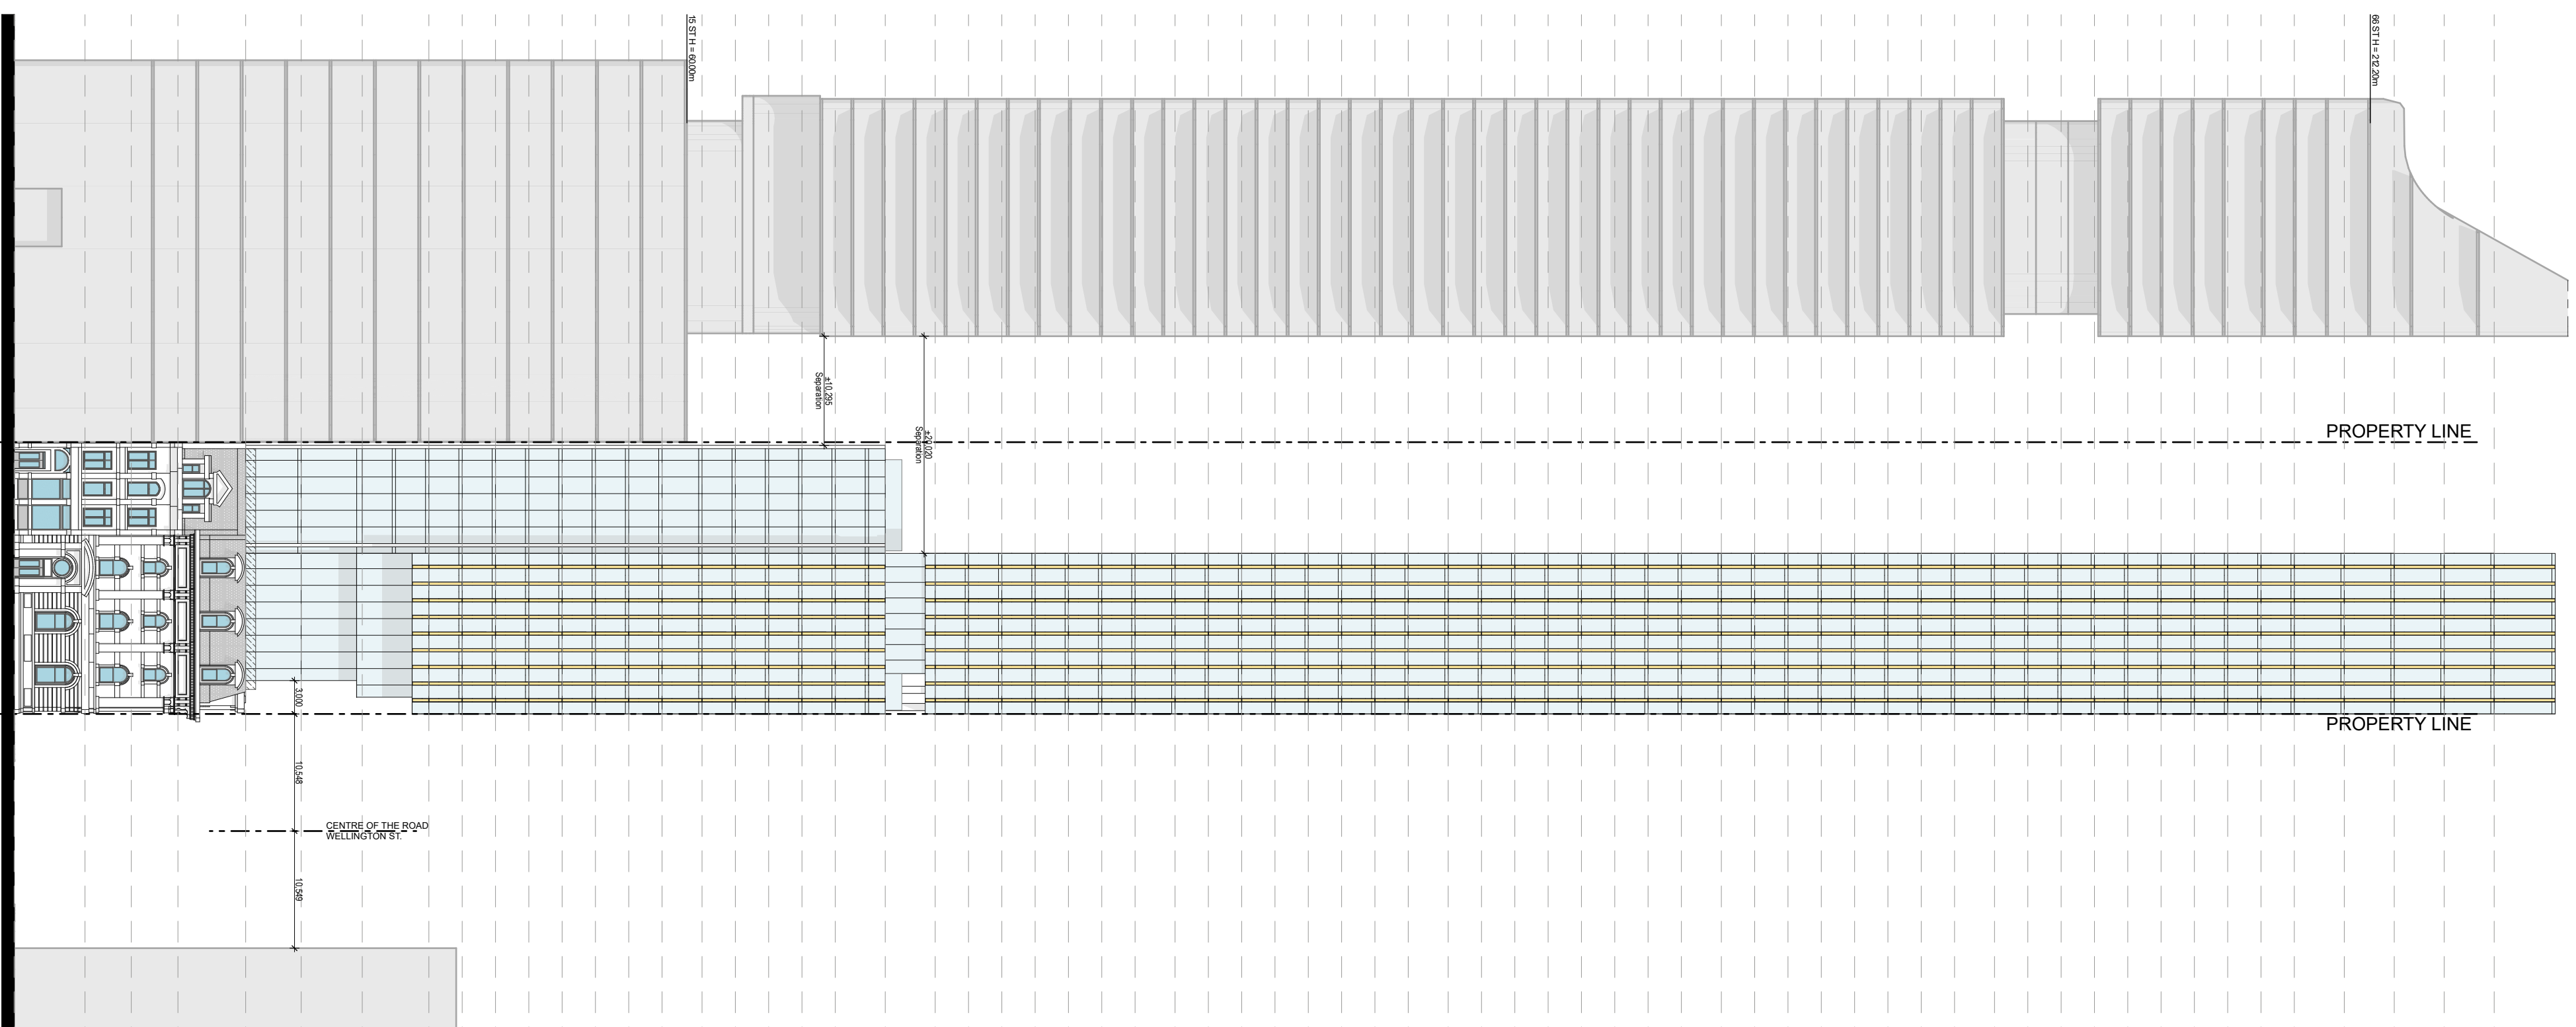 15 ST H = 60.00m
66 ST H = 212.20m
±10,295
Separation
±20,020
Separation
PROPERTY LINE
PROPERTY LINE
3,000
10,548
CENTRE OF THE ROAD
WELLINGTON ST.
10,549